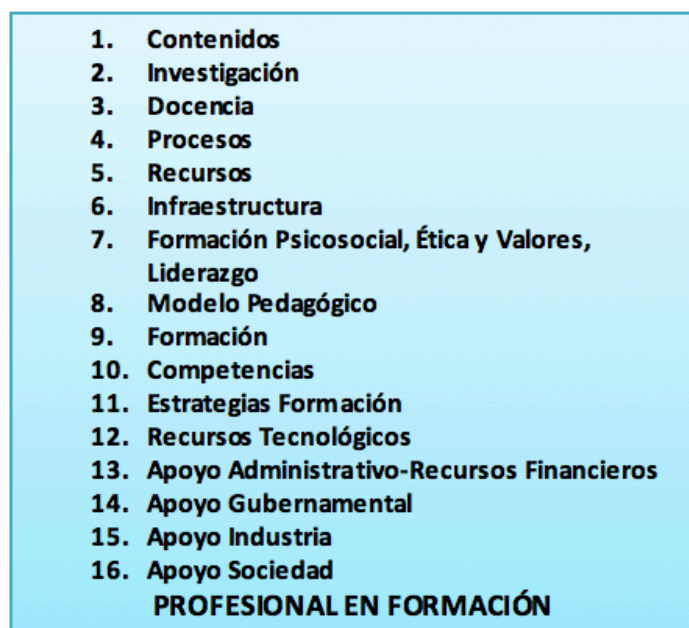 1. Contenidos
2. Investigación
3. Docencia
4. Procesos
5. Recursos
6. Infraestructura
7. Formación Psicosocial, Ética y Valores,
Liderazgo
8. Modelo Pedagógico
9. Formación
10. Competencias
11. Estrategias Formación
12. Recursos Tecnológicos
13. Apoyo Administrativo-Recursos Financieros
14. Apoyo Gubernamental
15. Apoyo Industria
16. Apoyo Sociedad
PROFESIONAL EN FORMACIÓN